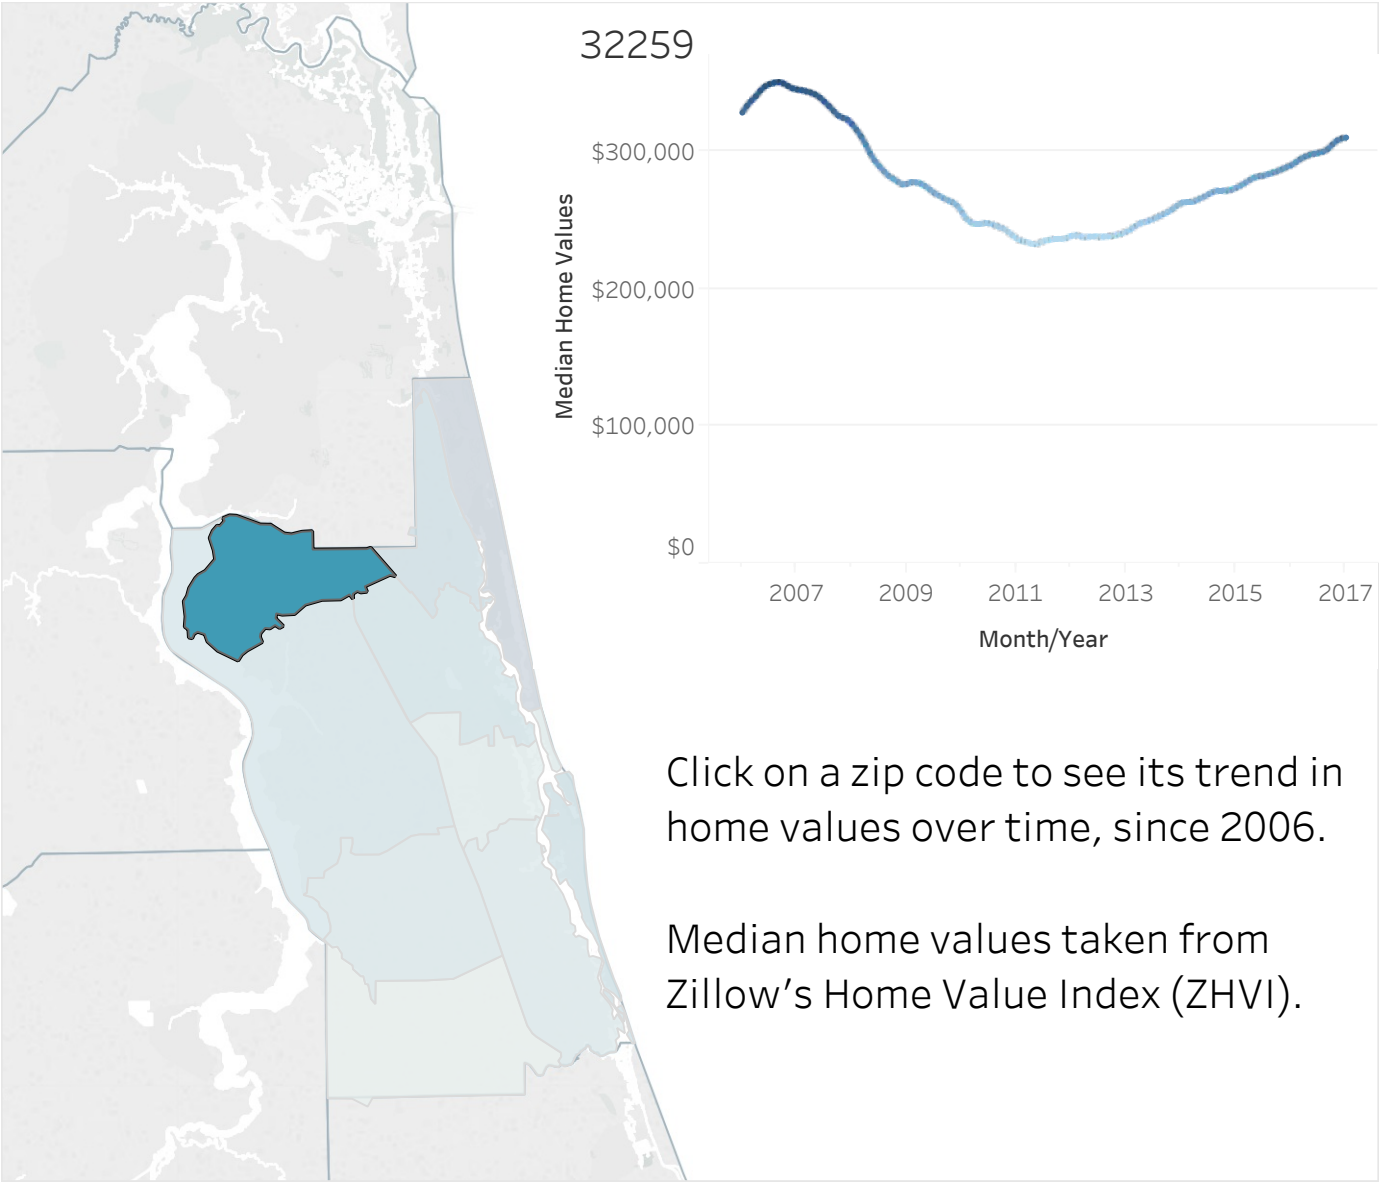 32259
$300,000
$200,000
$100,000
$0
Median Home Values
2007 2009 2011 2013 2015 2017
Month/Year
Click on a zip code to see its trend in
home values over time, since 2006.
Median home values taken from
Zillow's Home Value Index (ZHVI).